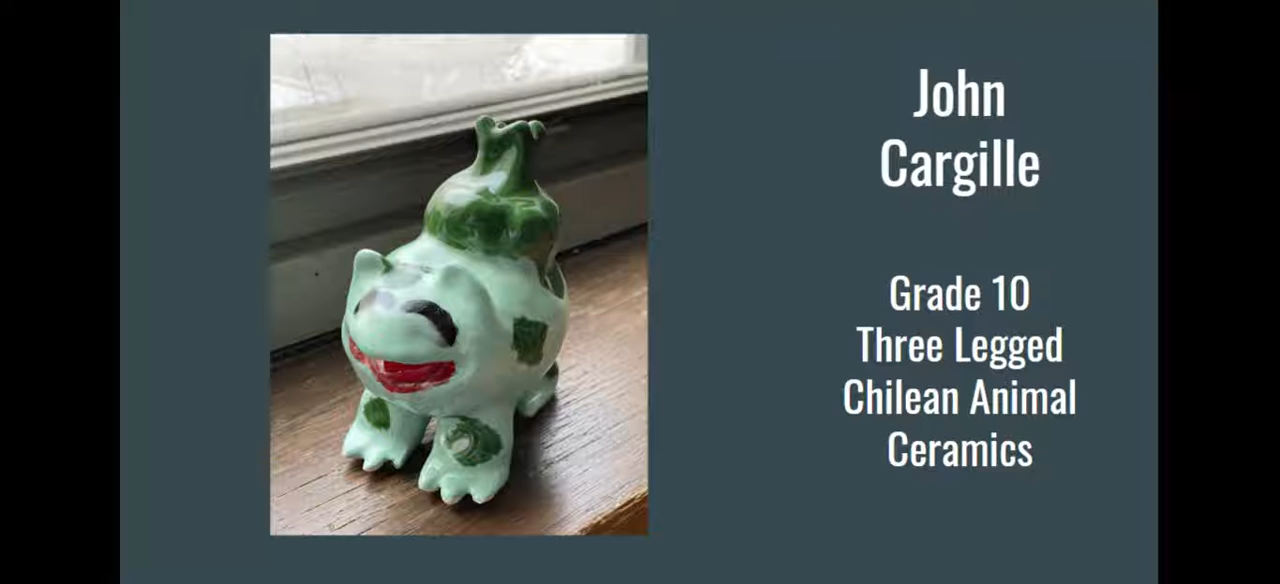 John
Cargille
Grade 10
Three Legged
Chilean Animal
Ceramics